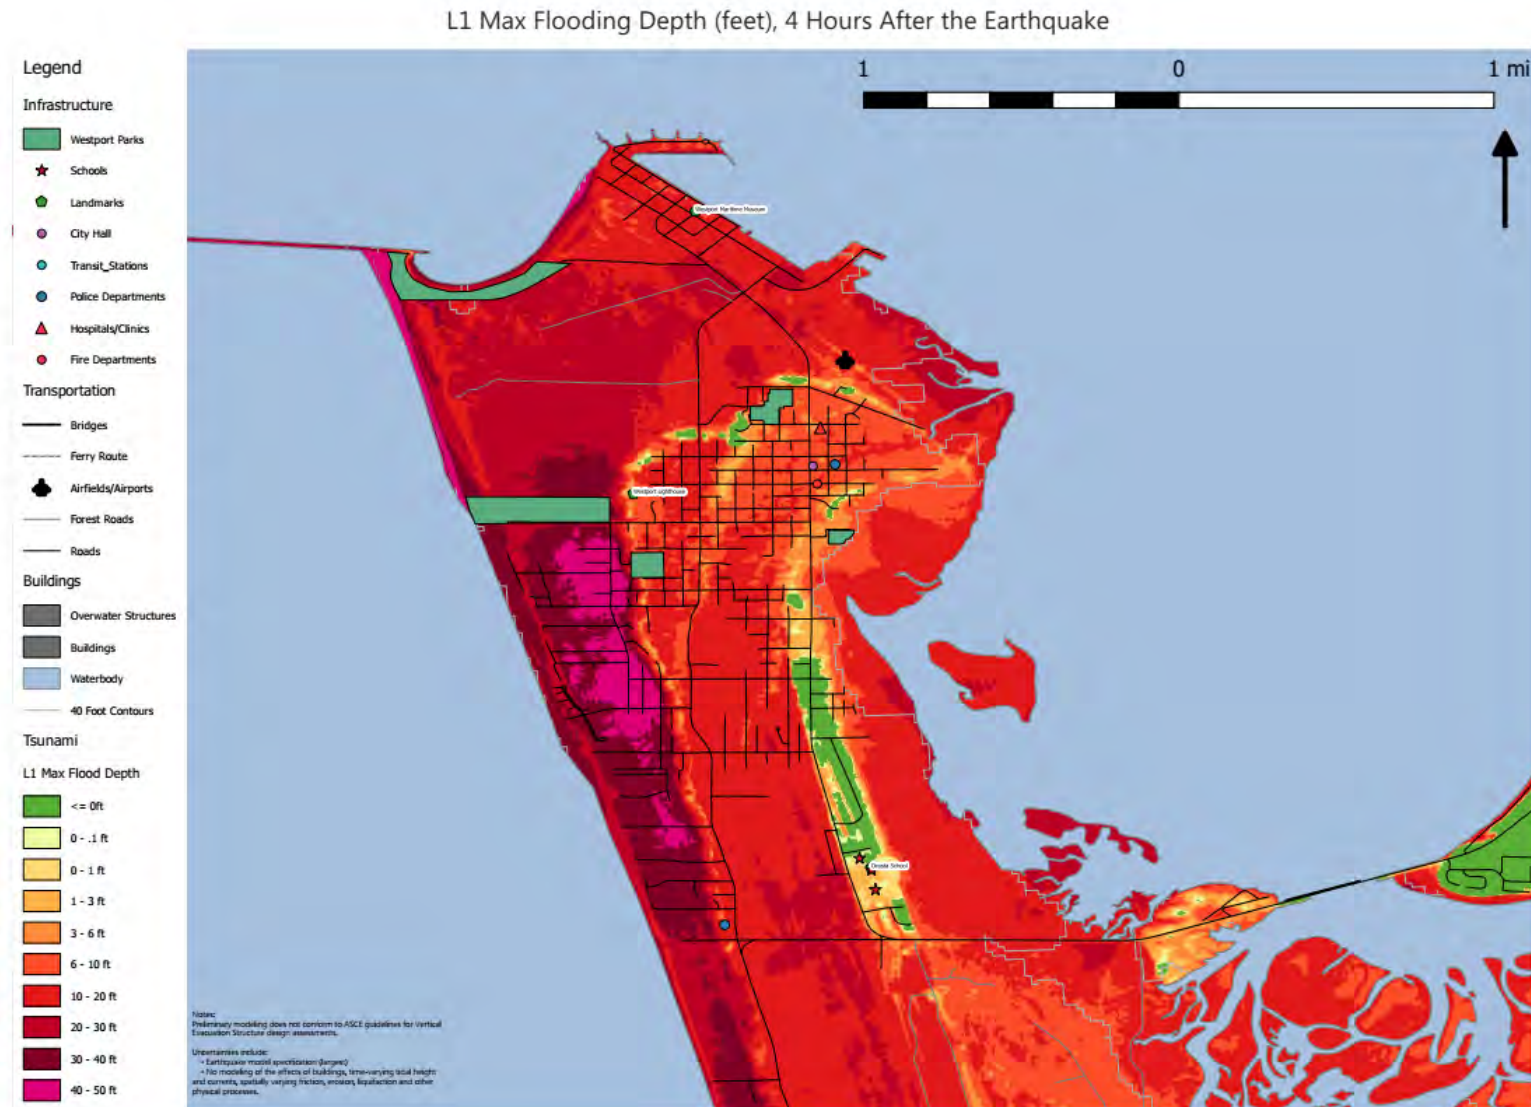 L1 Max Flooding Depth (feet), 4 Hours After the Earthquake
Legend
Infrastructure
Westport Parks
Schools
Landmarks
City Hall
Transit_Stations
Police Departments
Hospitals/Clinics
Fire Departments
Transportation
Bridges
Ferry Route
Airfields/Airports
Forest Roads
Roads
Buildings
Overwater Structures
Buildings
Waterbody
40 Foot Contours
Tsunami
L1 Max Flood Depth
<= 0ft
0 - .1 ft
0 - 1 ft
1 - 3 ft
3 - 6 ft
6 - 10 ft
10 - 20 ft
20 - 30 ft
30 - 40 ft
40 - 50 ft
1 0 1 mi
Westport Maritime Museum
Westport Lighthouse
Ocosta School
Notes:
Preliminary modeling does not conform to ASCE guidelines for Vertical
Evacuation Structure design assessments.
Uncertainties include:
• Earthquake model specification (largest)
• No modeling of the effects of buildings, time-varying tidal height
and currents, spatially varying friction, erosion, liquefaction and other
physical processes.